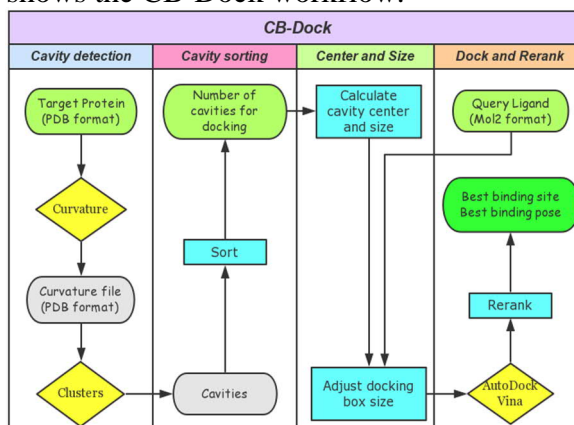 shows the CB-Dock workflow.
CB-Dock
Cavity detection
Cavity sorting
Center and Size
Dock and Rerank
Target Protein
(PDB format)
Curvature
Curvature file
(PDB format)
Clusters
Number of
cavities for
docking
Sort
Cavities
Calculate
cavity center
and size
Adjust docking
box size
Query Ligand
(Mol2 format)
Best binding site
Best binding pose
Rerank
AutoDock
Vina